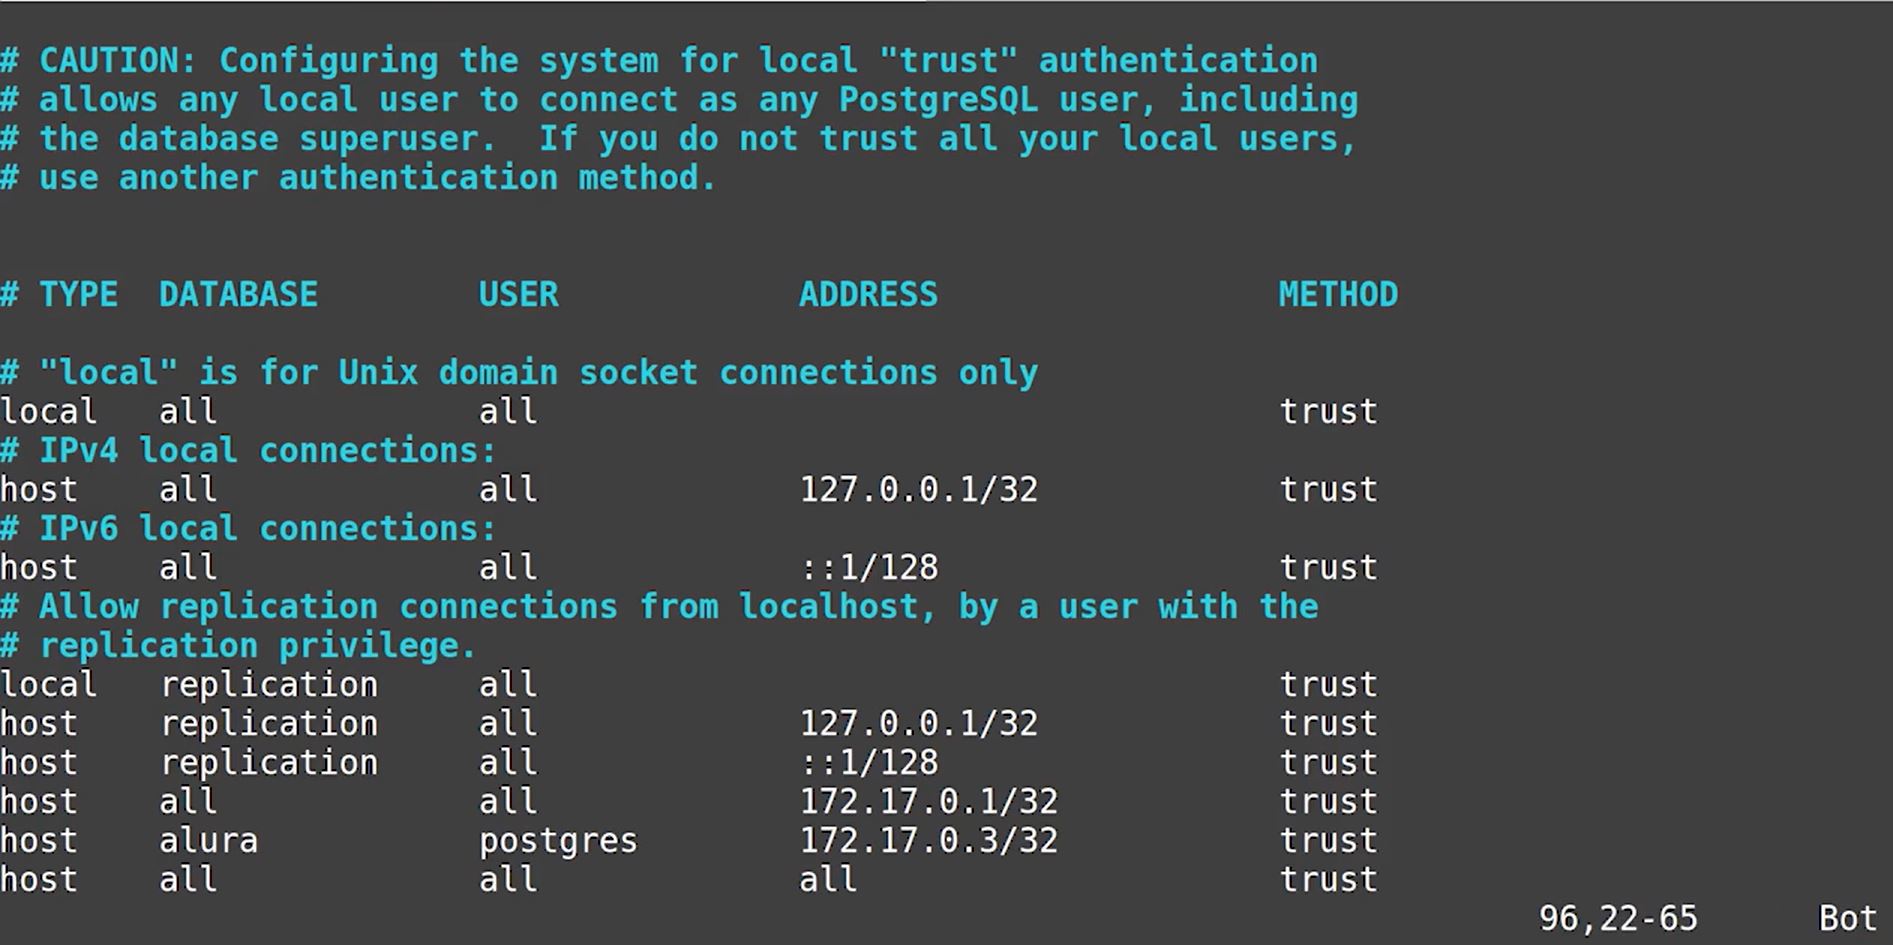 # CAUTION: Configuring the system for local "trust" authentication
# allows any local user to connect as any PostgreSQL user, including
# the database superuser.  If you do not trust all your local users,
# use another authentication method.
# TYPE  DATABASE        USER            ADDRESS                 METHOD
# "local" is for Unix domain socket connections only
local   all             all                                     trust
# IPv4 local connections:
host    all             all             127.0.0.1/32            trust
# IPv6 local connections:
host    all             all             ::1/128                 trust
# Allow replication connections from localhost, by a user with the
# replication privilege.
local   replication     all                                     trust
host    replication     all             127.0.0.1/32            trust
host    replication     all             ::1/128                 trust
host    all             all             172.17.0.1/32           trust
host    alura           postgres        172.17.0.3/32           trust
host    all             all             all                     trust
96,22-65      Bot